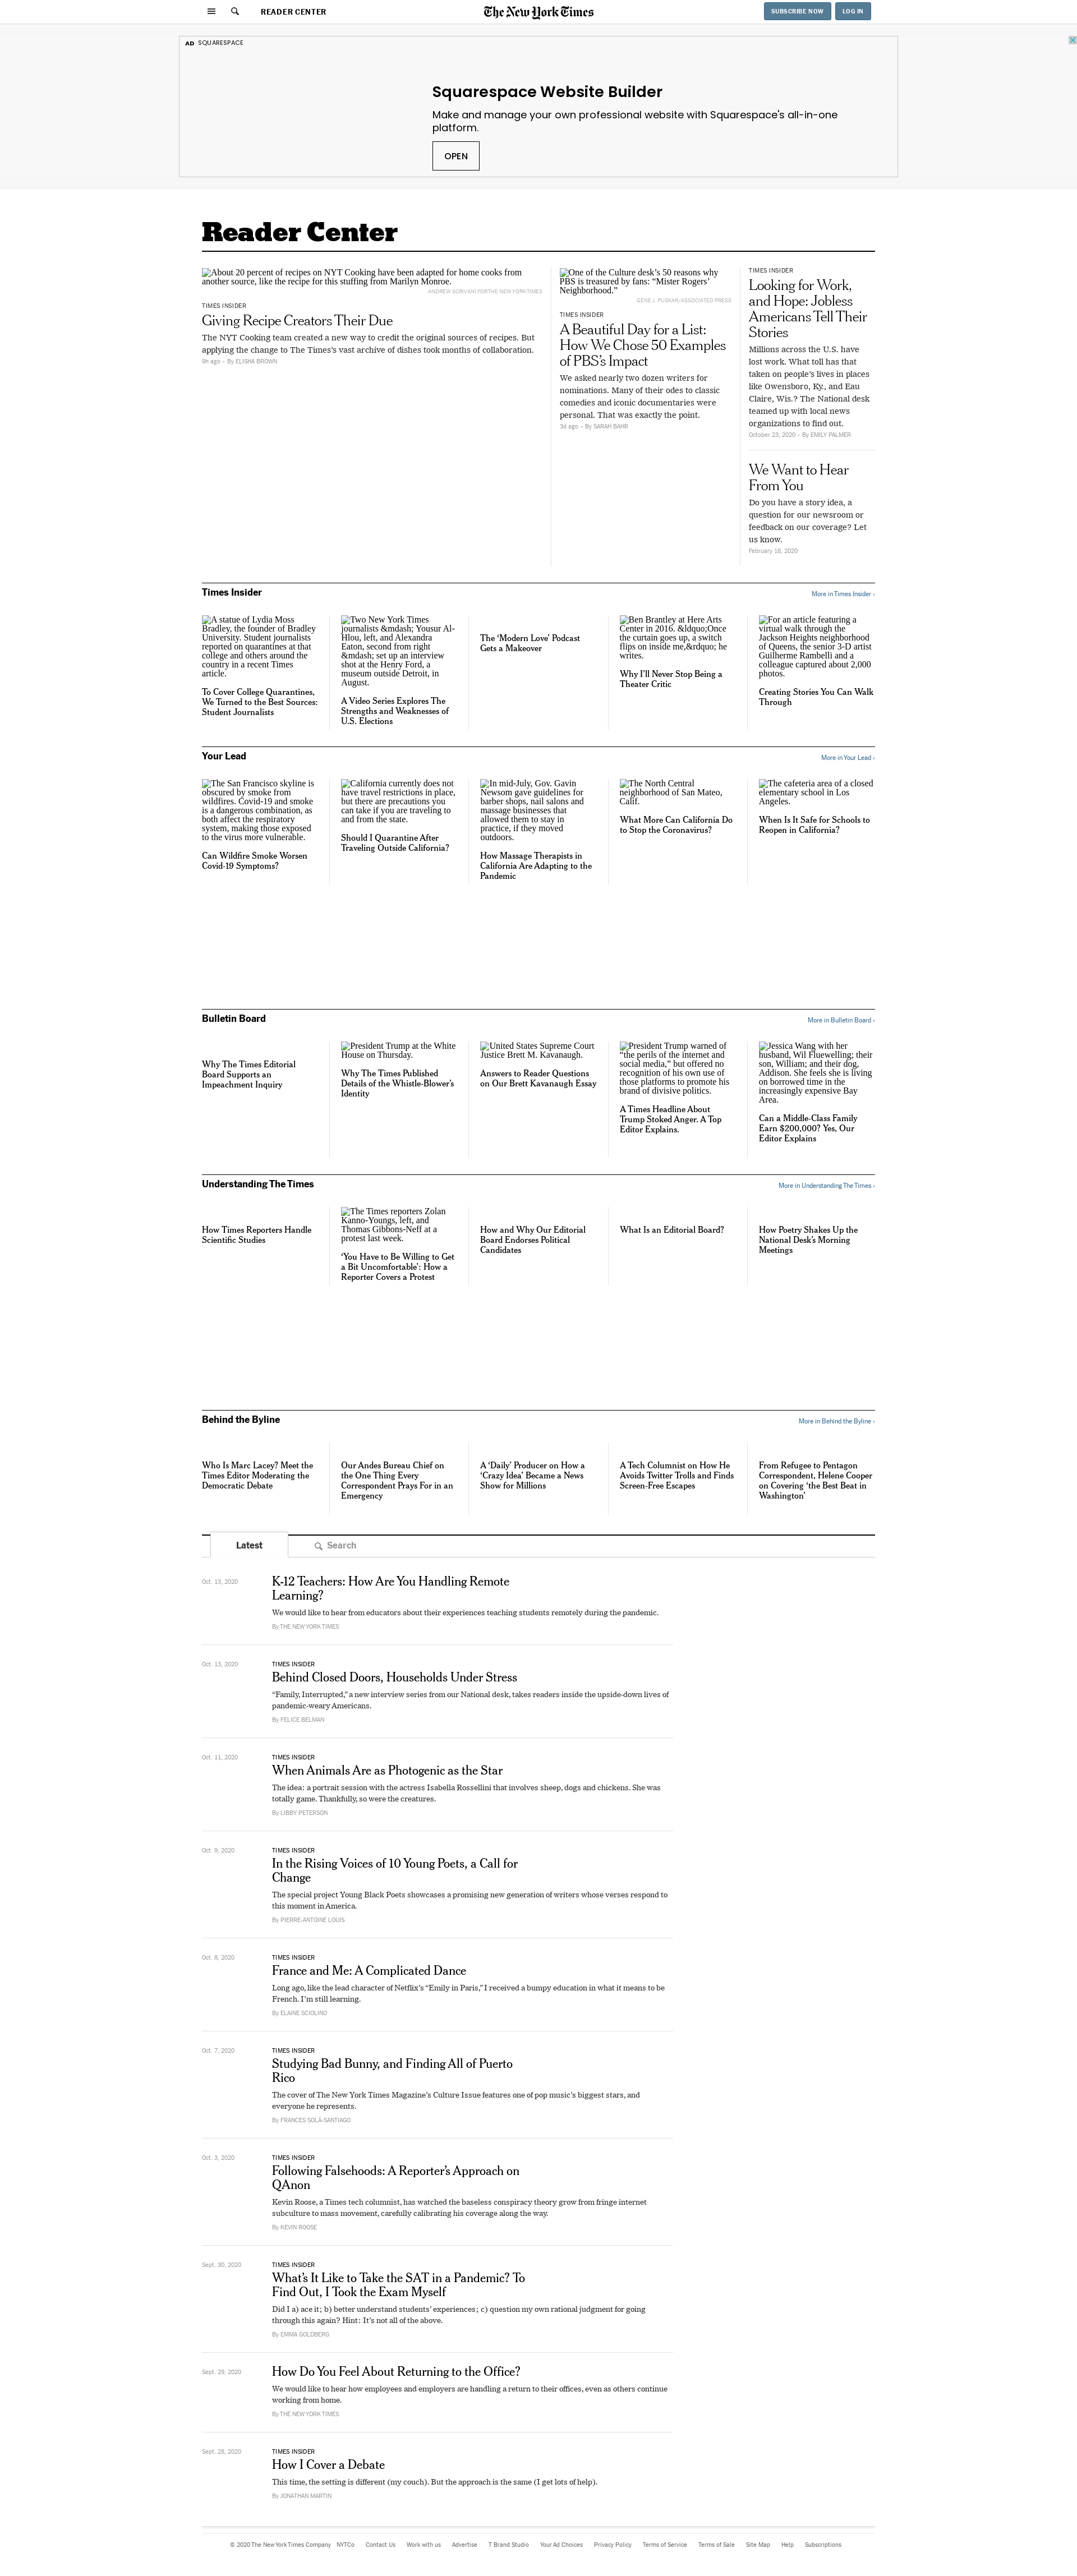 READER CENTER
The New York Times
SUBSCRIBE NOW
LOG IN
AD SQUARESPACE
Squarespace Website Builder
Make and manage your own professional website with Squarespace's all-in-one
platform.
OPEN
Reader Center
About 20 percent of recipes on NYT Cooking have been adapted for home cooks from
another source, like the recipe for this stuffing from Marilyn Monroe.
ANDREW SCRIVANI FOR THE NEW YORK TIMES
TIMES INSIDER
Giving Recipe Creators Their Due
The NYT Cooking team created a new way to credit the original sources of recipes. But
applying the change to The Times’s vast archive of dishes took months of collaboration.
9h ago - By ELISHA BROWN
One of the Culture desk’s 50 reasons why
PBS is treasured by fans: “Mister Rogers’
Neighborhood.”
GENE J. PUSKAR/ASSOCIATED PRESS
TIMES INSIDER
A Beautiful Day for a List:
How We Chose 50 Examples
of PBS’s Impact
We asked nearly two dozen writers for
nominations. Many of their odes to classic
comedies and iconic documentaries were
personal. That was exactly the point.
3d ago - By SARAH BAHR
TIMES INSIDER
Looking for Work,
and Hope: Jobless
Americans Tell Their
Stories
Millions across the U.S. have
lost work. What toll has that
taken on people’s lives in places
like Owensboro, Ky., and Eau
Claire, Wis.? The National desk
teamed up with local news
organizations to find out.
October 23, 2020 - By EMILY PALMER
We Want to Hear
From You
Do you have a story idea, a
question for our newsroom or
feedback on our coverage? Let
us know.
February 18, 2020
Times Insider
More in Times Insider ›
A statue of Lydia Moss
Bradley, the founder of Bradley
University. Student journalists
reported on quarantines at that
college and others around the
country in a recent Times
article.
To Cover College Quarantines,
We Turned to the Best Sources:
Student Journalists
Two New York Times
journalists &mdash; Yousur Al-
Hlou, left, and Alexandra
Eaton, second from right
&mdash; set up an interview
shot at the Henry Ford, a
museum outside Detroit, in
August.
A Video Series Explores The
Strengths and Weaknesses of
U.S. Elections
The ‘Modern Love’ Podcast
Gets a Makeover
Ben Brantley at Here Arts
Center in 2016. &ldquo;Once
the curtain goes up, a switch
flips on inside me,&rdquo; he
writes.
Why I’ll Never Stop Being a
Theater Critic
For an article featuring a
virtual walk through the
Jackson Heights neighborhood
of Queens, the senior 3-D artist
Guilherme Rambelli and a
colleague captured about 2,000
photos.
Creating Stories You Can Walk
Through
Your Lead
More in Your Lead ›
The San Francisco skyline is
obscured by smoke from
wildfires. Covid-19 and smoke
is a dangerous combination, as
both affect the respiratory
system, making those exposed
to the virus more vulnerable.
Can Wildfire Smoke Worsen
Covid-19 Symptoms?
California currently does not
have travel restrictions in place,
but there are precautions you
can take if you are traveling to
and from the state.
Should I Quarantine After
Traveling Outside California?
In mid-July, Gov. Gavin
Newsom gave guidelines for
barber shops, nail salons and
massage businesses that
allowed them to stay in
practice, if they moved
outdoors.
How Massage Therapists in
California Are Adapting to the
Pandemic
The North Central
neighborhood of San Mateo,
Calif.
What More Can California Do
to Stop the Coronavirus?
The cafeteria area of a closed
elementary school in Los
Angeles.
When Is It Safe for Schools to
Reopen in California?
Bulletin Board
More in Bulletin Board ›
Why The Times Editorial
Board Supports an
Impeachment Inquiry
President Trump at the White
House on Thursday.
Why The Times Published
Details of the Whistle-Blower’s
Identity
United States Supreme Court
Justice Brett M. Kavanaugh.
Answers to Reader Questions
on Our Brett Kavanaugh Essay
President Trump warned of
“the perils of the internet and
social media,” but offered no
recognition of his own use of
those platforms to promote his
brand of divisive politics.
A Times Headline About
Trump Stoked Anger. A Top
Editor Explains.
Jessica Wang with her
husband, Wil Fluewelling; their
son, William; and their dog,
Addison. She feels she is living
on borrowed time in the
increasingly expensive Bay
Area.
Can a Middle-Class Family
Earn $200,000? Yes, Our
Editor Explains
Understanding The Times
More in Understanding The Times ›
How Times Reporters Handle
Scientific Studies
The Times reporters Zolan
Kanno-Youngs, left, and
Thomas Gibbons-Neff at a
protest last week.
‘You Have to Be Willing to Get
a Bit Uncomfortable’: How a
Reporter Covers a Protest
How and Why Our Editorial
Board Endorses Political
Candidates
What Is an Editorial Board?
How Poetry Shakes Up the
National Desk’s Morning
Meetings
Behind the Byline
More in Behind the Byline ›
Who Is Marc Lacey? Meet the
Times Editor Moderating the
Democratic Debate
Our Andes Bureau Chief on
the One Thing Every
Correspondent Prays For in an
Emergency
A ‘Daily’ Producer on How a
‘Crazy Idea’ Became a News
Show for Millions
A Tech Columnist on How He
Avoids Twitter Trolls and Finds
Screen-Free Escapes
From Refugee to Pentagon
Correspondent, Helene Cooper
on Covering ‘the Best Beat in
Washington’
Latest
Search
Oct. 13, 2020
K-12 Teachers: How Are You Handling Remote
Learning?
We would like to hear from educators about their experiences teaching students remotely during the pandemic.
By THE NEW YORK TIMES
Oct. 13, 2020
TIMES INSIDER
Behind Closed Doors, Households Under Stress
“Family, Interrupted,” a new interview series from our National desk, takes readers inside the upside-down lives of
pandemic-weary Americans.
By FELICE BELMAN
Oct. 11, 2020
TIMES INSIDER
When Animals Are as Photogenic as the Star
The idea: a portrait session with the actress Isabella Rossellini that involves sheep, dogs and chickens. She was
totally game. Thankfully, so were the creatures.
By LIBBY PETERSON
Oct. 9, 2020
TIMES INSIDER
In the Rising Voices of 10 Young Poets, a Call for
Change
The special project Young Black Poets showcases a promising new generation of writers whose verses respond to
this moment in America.
By PIERRE-ANTOINE LOUIS
Oct. 8, 2020
TIMES INSIDER
France and Me: A Complicated Dance
Long ago, like the lead character of Netflix’s “Emily in Paris,” I received a bumpy education in what it means to be
French. I’m still learning.
By ELAINE SCIOLINO
Oct. 7, 2020
TIMES INSIDER
Studying Bad Bunny, and Finding All of Puerto
Rico
The cover of The New York Times Magazine’s Culture Issue features one of pop music’s biggest stars, and
everyone he represents.
By FRANCES SOLÁ-SANTIAGO
Oct. 3, 2020
TIMES INSIDER
Following Falsehoods: A Reporter’s Approach on
QAnon
Kevin Roose, a Times tech columnist, has watched the baseless conspiracy theory grow from fringe internet
subculture to mass movement, carefully calibrating his coverage along the way.
By KEVIN ROOSE
Sept. 30, 2020
TIMES INSIDER
What’s It Like to Take the SAT in a Pandemic? To
Find Out, I Took the Exam Myself
Did I a) ace it; b) better understand students’ experiences; c) question my own rational judgment for going
through this again? Hint: It’s not all of the above.
By EMMA GOLDBERG
Sept. 29, 2020
How Do You Feel About Returning to the Office?
We would like to hear how employees and employers are handling a return to their offices, even as others continue
working from home.
By THE NEW YORK TIMES
Sept. 28, 2020
TIMES INSIDER
How I Cover a Debate
This time, the setting is different (my couch). But the approach is the same (I get lots of help).
By JONATHAN MARTIN
© 2020 The New York Times Company NYTCo Contact Us Work with us Advertise T Brand Studio Your Ad Choices Privacy Policy Terms of Service Terms of Sale Site Map Help Subscriptions